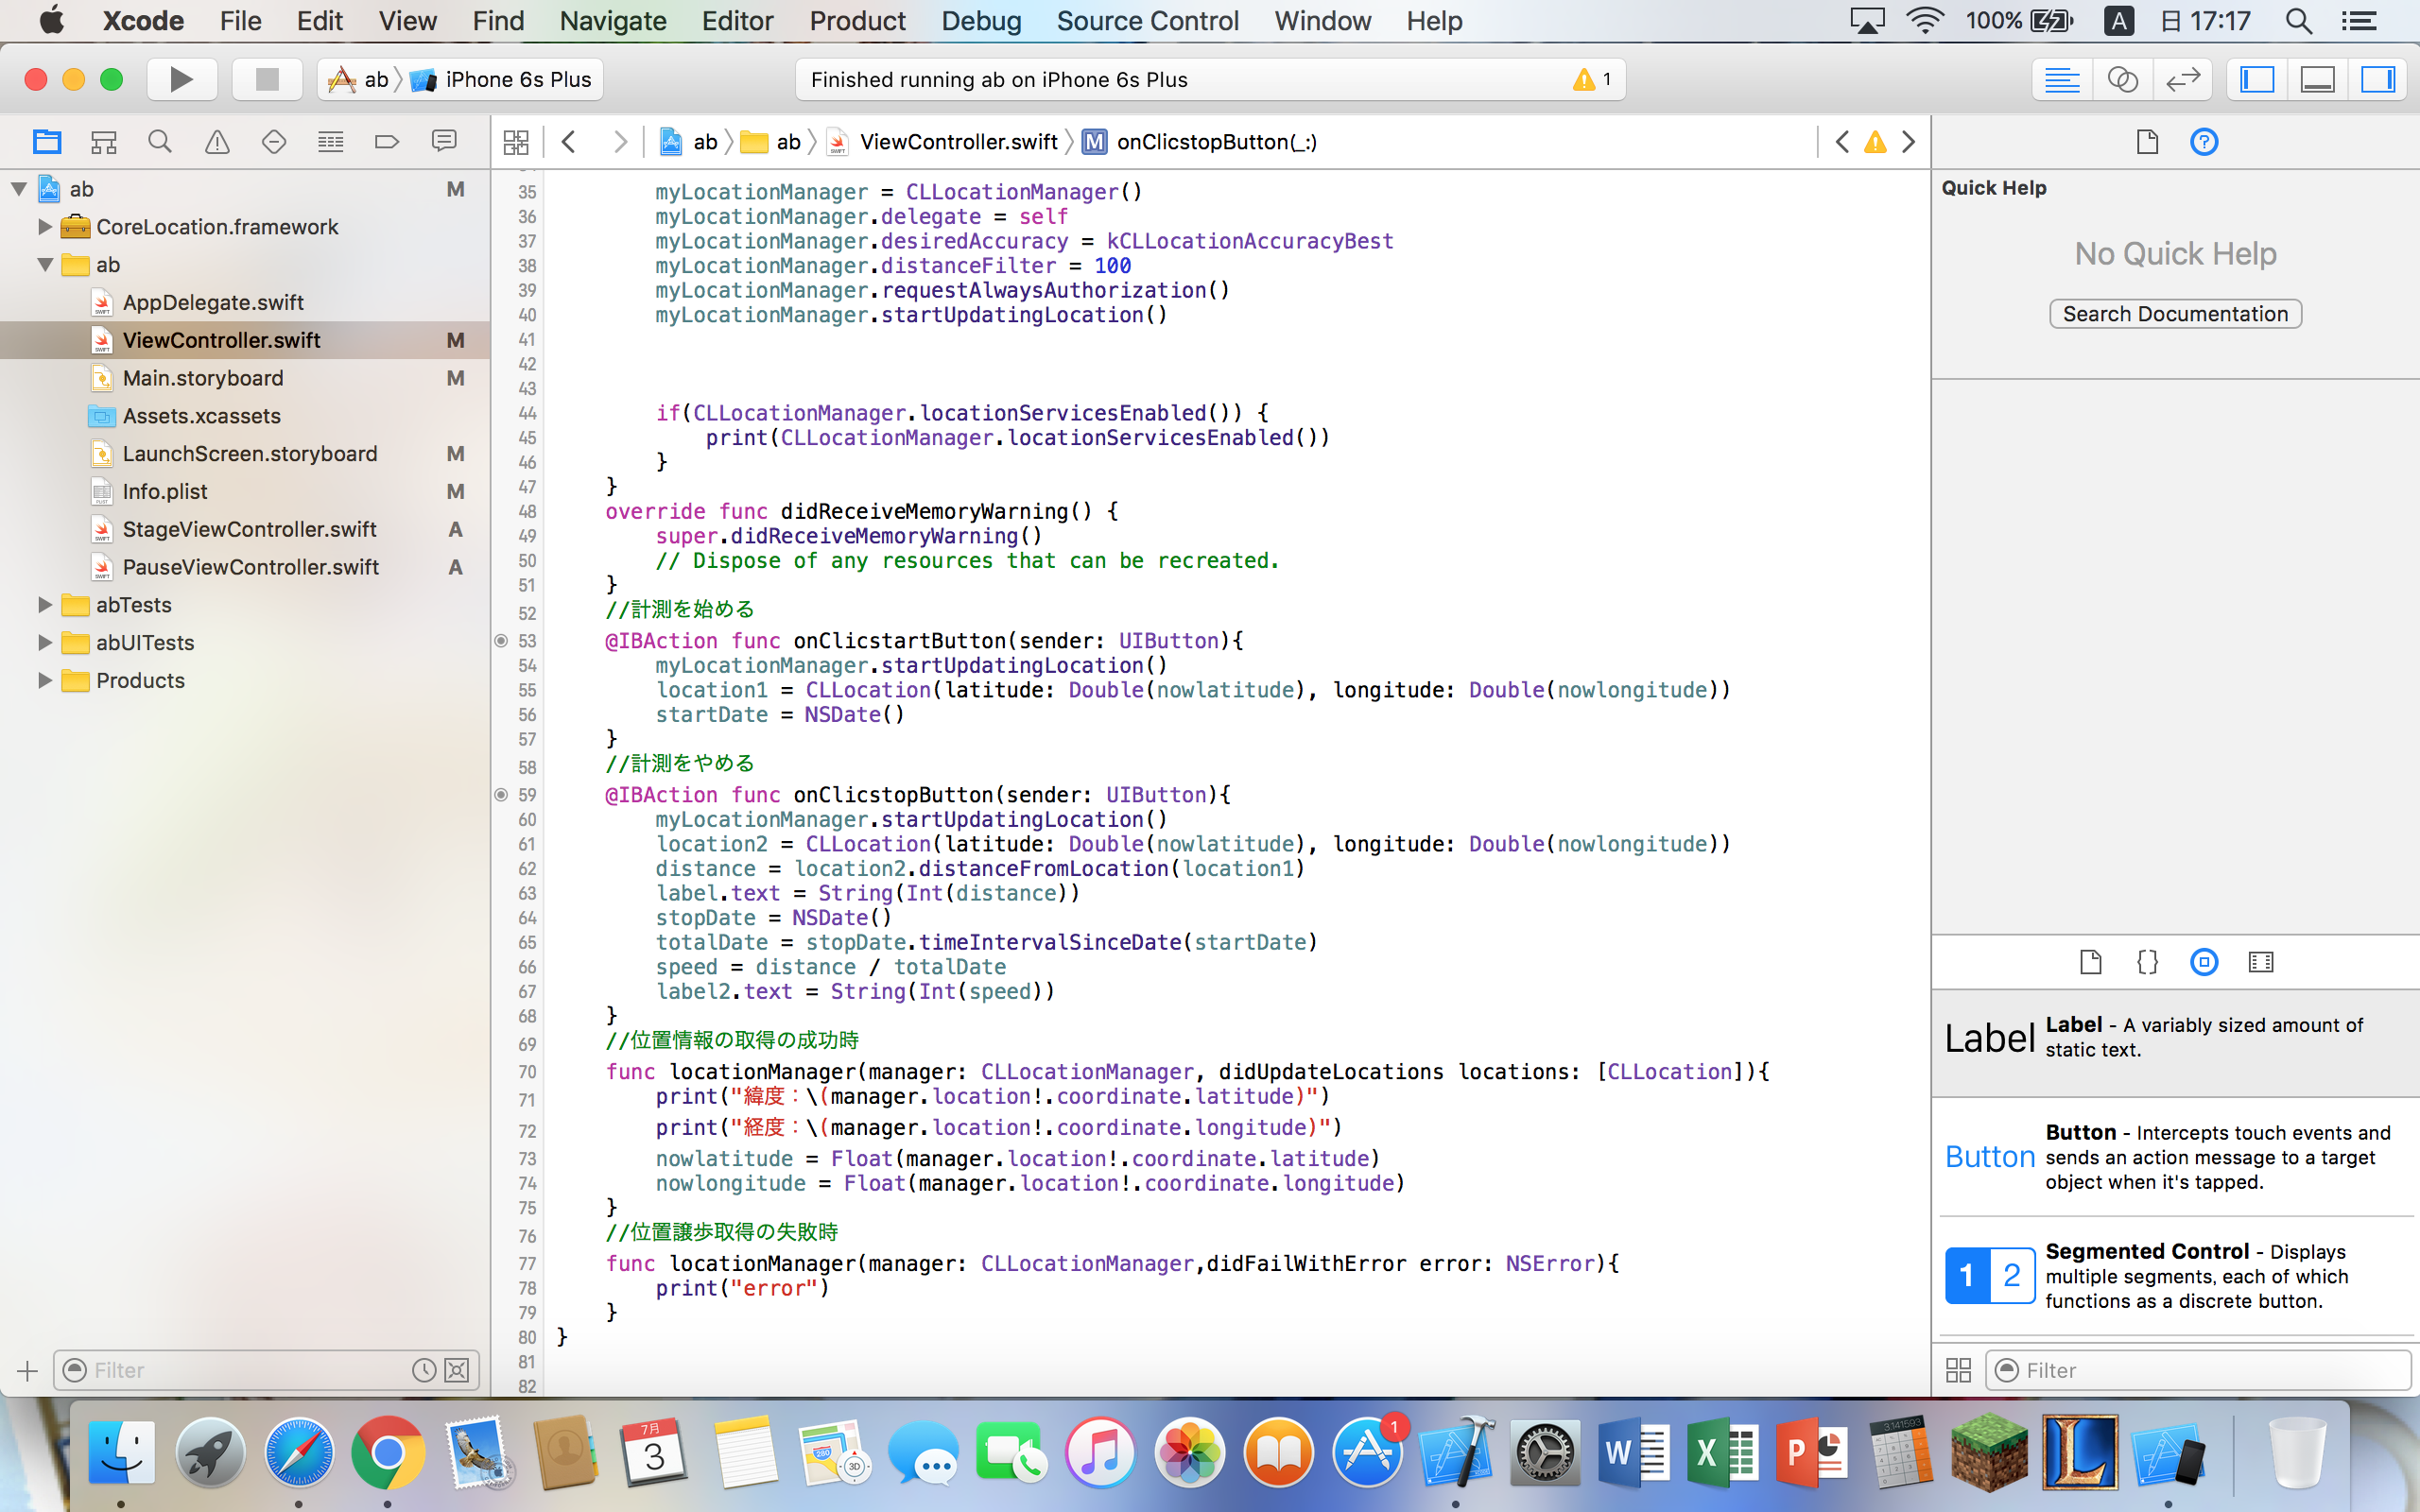 Xcode File Edit View Find Navigate Editor Product Debug Source Control Window Help 100% A 日 17:17
ab iPhone 6s Plus
Finished running ab on iPhone 6s Plus 1
ab ab ViewController.swift M onClicstopButton(_:)
ab M
CoreLocation.framework
ab
AppDelegate.swift
ViewController.swift M
Main.storyboard M
Assets.xcassets
LaunchScreen.storyboard M
Info.plist M
StageViewController.swift A
PauseViewController.swift A
abTests
abUITests
Products
Filter
35 myLocationManager = CLLocationManager()
36 myLocationManager.delegate = self
37 myLocationManager.desiredAccuracy = kCLLocationAccuracyBest
38 myLocationManager.distanceFilter = 100
39 myLocationManager.requestAlwaysAuthorization()
40 myLocationManager.startUpdatingLocation()
41
42
43
44 if(CLLocationManager.locationServicesEnabled()) {
45 print(CLLocationManager.locationServicesEnabled())
46 }
47 }
48 override func didReceiveMemoryWarning() {
49 super.didReceiveMemoryWarning()
50 // Dispose of any resources that can be recreated.
51 }
52 //計測を始める
53 @IBAction func onClicstartButton(sender: UIButton){
54 myLocationManager.startUpdatingLocation()
55 location1 = CLLocation(latitude: Double(nowlatitude), longitude: Double(nowlongitude))
56 startDate = NSDate()
57 }
58 //計測をやめる
59 @IBAction func onClicstopButton(sender: UIButton){
60 myLocationManager.startUpdatingLocation()
61 location2 = CLLocation(latitude: Double(nowlatitude), longitude: Double(nowlongitude))
62 distance = location2.distanceFromLocation(location1)
63 label.text = String(Int(distance))
64 stopDate = NSDate()
65 totalDate = stopDate.timeIntervalSinceDate(startDate)
66 speed = distance / totalDate
67 label2.text = String(Int(speed))
68 }
69 //位置情報の取得の成功時
70 func locationManager(manager: CLLocationManager, didUpdateLocations locations: [CLLocation]){
71 print("緯度：\(manager.location!.coordinate.latitude)")
72 print("経度：\(manager.location!.coordinate.longitude)")
73 nowlatitude = Float(manager.location!.coordinate.latitude)
74 nowlongitude = Float(manager.location!.coordinate.longitude)
75 }
76 //位置譲歩取得の失敗時
77 func locationManager(manager: CLLocationManager,didFailWithError error: NSError){
78 print("error")
79 }
80 }
81
82
Quick Help
No Quick Help
Search Documentation
Label Label - A variably sized amount of
static text.
Button Button - Intercepts touch events and
sends an action message to a target
object when it's tapped.
1 2 Segmented Control - Displays
multiple segments, each of which
functions as a discrete button.
Filter
7月
3
280
3D
1
W
X
P
3.141593
L